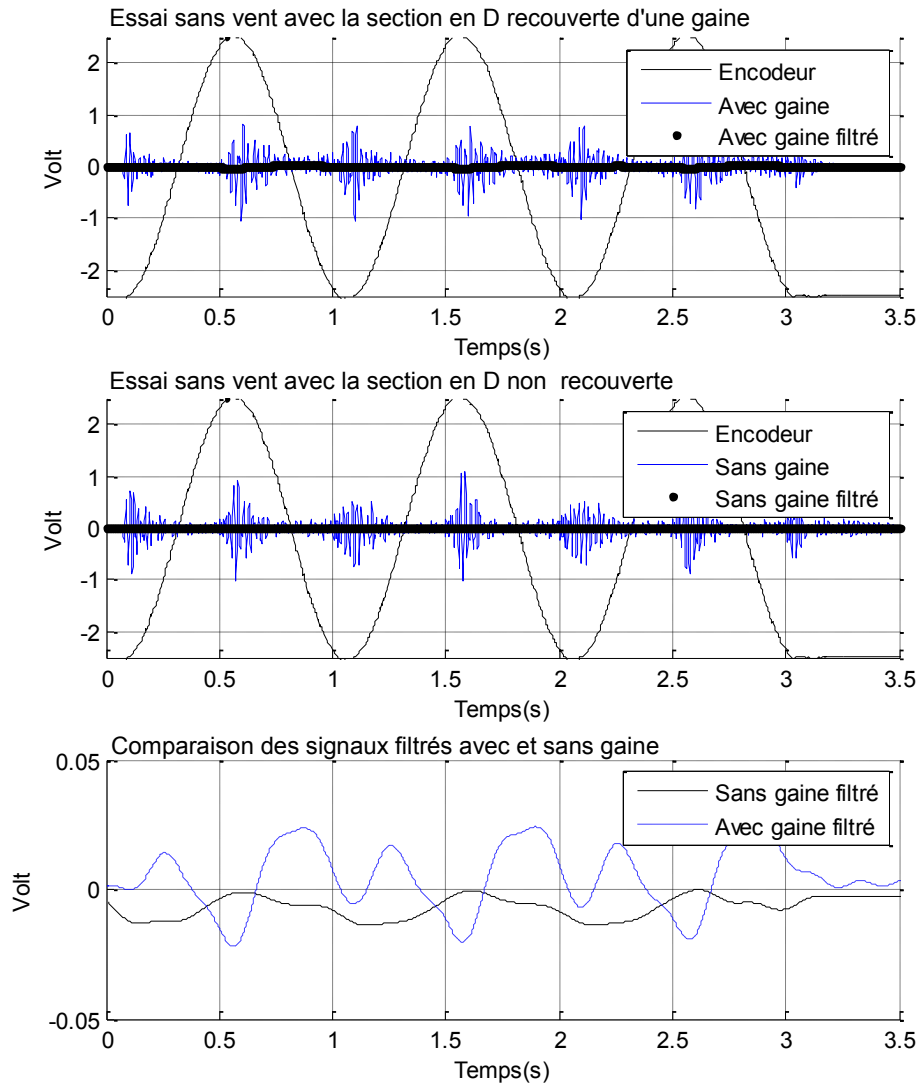 Essai sans vent avec la section en D recouverte d'une gaine
2
1
0
-1
-2
Volt
Encodeur
Avec gaine
Avec gaine filtré
0 0.5 1 1.5 2 2.5 3 3.5
Temps(s)
Essai sans vent avec la section en D non recouverte
2
1
0
-1
-2
Volt
Encodeur
Sans gaine
Sans gaine filtré
0 0.5 1 1.5 2 2.5 3 3.5
Temps(s)
Comparaison des signaux filtrés avec et sans gaine
0.05
0
-0.05
Volt
Sans gaine filtré
Avec gaine filtré
0 0.5 1 1.5 2 2.5 3 3.5
Temps(s)